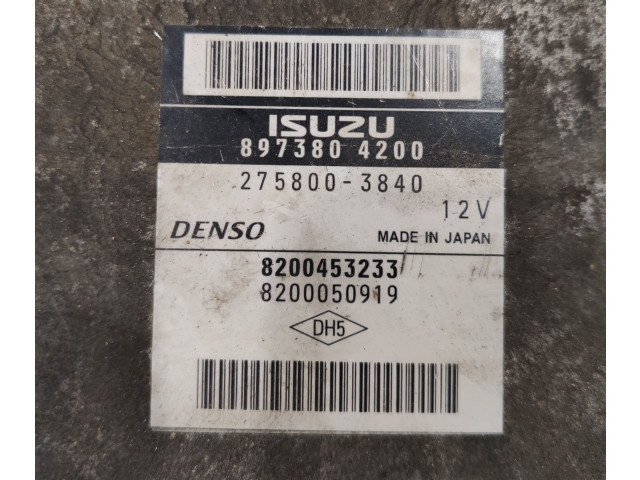 ISUZU
897380 4200
275800-3840
12V
DENSO MADE IN JAPAN
8200453233
8200050919
DH5